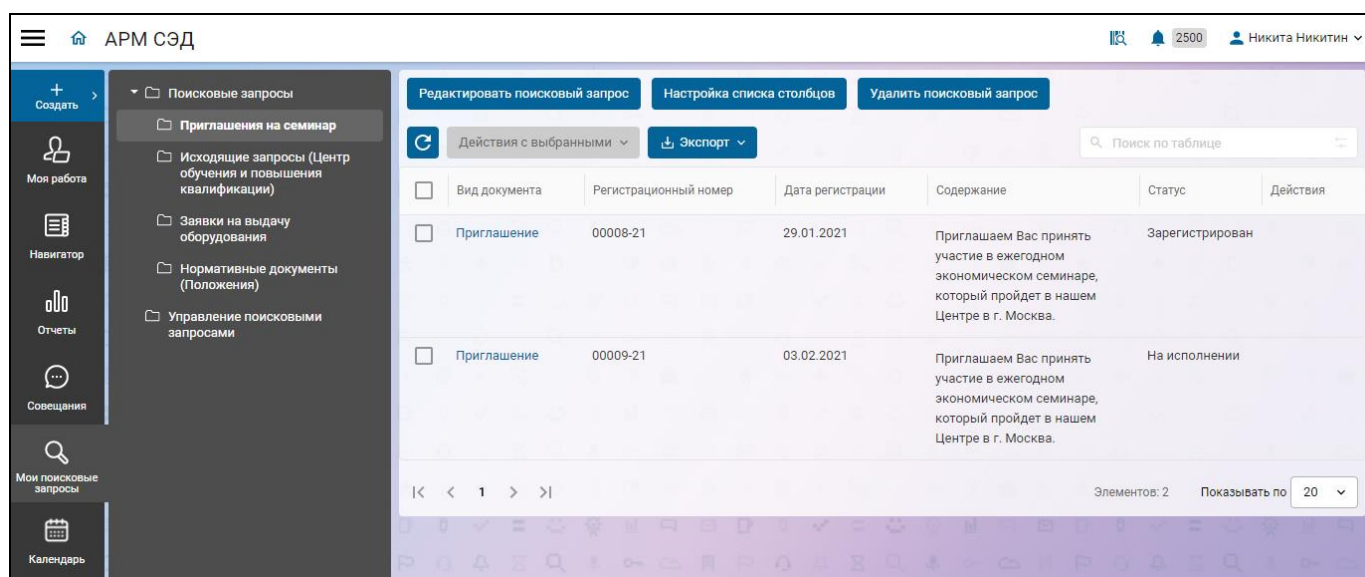 АРМ СЭД
2500
Никита Никитин
Создать
Моя работа
Навигатор
Отчеты
Совещания
Мои поисковые
запросы
Календарь
Поисковые запросы
Приглашения на семинар
Исходящие запросы (Центр
обучения и повышения
квалификации)
Заявки на выдачу
оборудования
Нормативные документы
(Положения)
Управление поисковыми
запросами
Редактировать поисковый запрос Настройка списка столбцов Удалить поисковый запрос
Действия с выбранными Экспорт Поиск по таблице
Вид документа Регистрационный номер Дата регистрации Содержание Статус Действия
Приглашение 00008-21 29.01.2021 Приглашаем Вас принять Зарегистрирован
участие в ежегодном
экономическом семинаре,
который пройдет в нашем
Центре в г. Москва.
Приглашение 00009-21 03.02.2021 Приглашаем Вас принять На исполнении
участие в ежегодном
экономическом семинаре,
который пройдет в нашем
Центре в г. Москва.
1 Элементов: 2 Показывать по 20